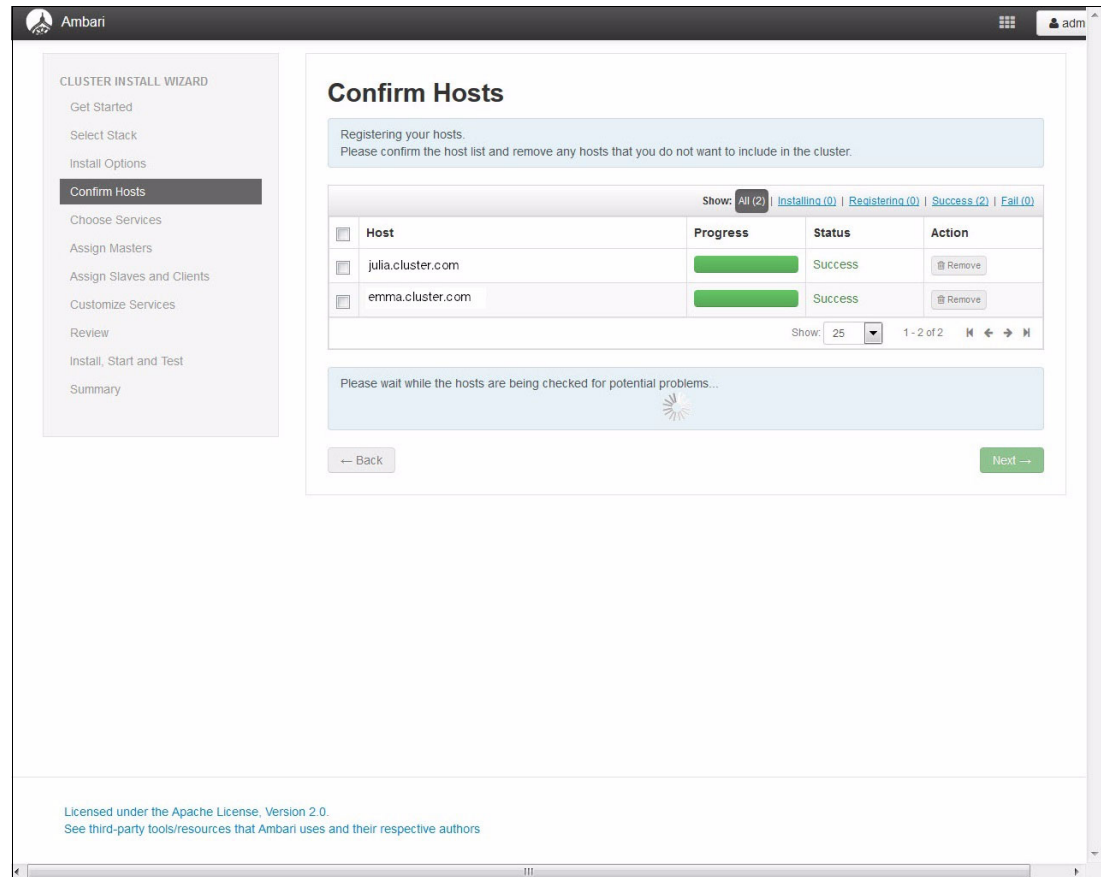 Ambari
adm
CLUSTER INSTALL WIZARD
Get Started
Select Stack
Install Options
Confirm Hosts
Choose Services
Assign Masters
Assign Slaves and Clients
Customize Services
Review
Install, Start and Test
Summary
Confirm Hosts
Registering your hosts.
Please confirm the host list and remove any hosts that you do not want to include in the cluster.
Show: All (2) | Installing (0) | Registering (0) | Success (2) | Fail (0)
Host Progress Status Action
julia.cluster.com Success Remove
emma.cluster.com Success Remove
Show: 25 1 - 2 of 2
Please wait while the hosts are being checked for potential problems...
← Back
Next →
Licensed under the Apache License, Version 2.0.
See third-party tools/resources that Ambari uses and their respective authors